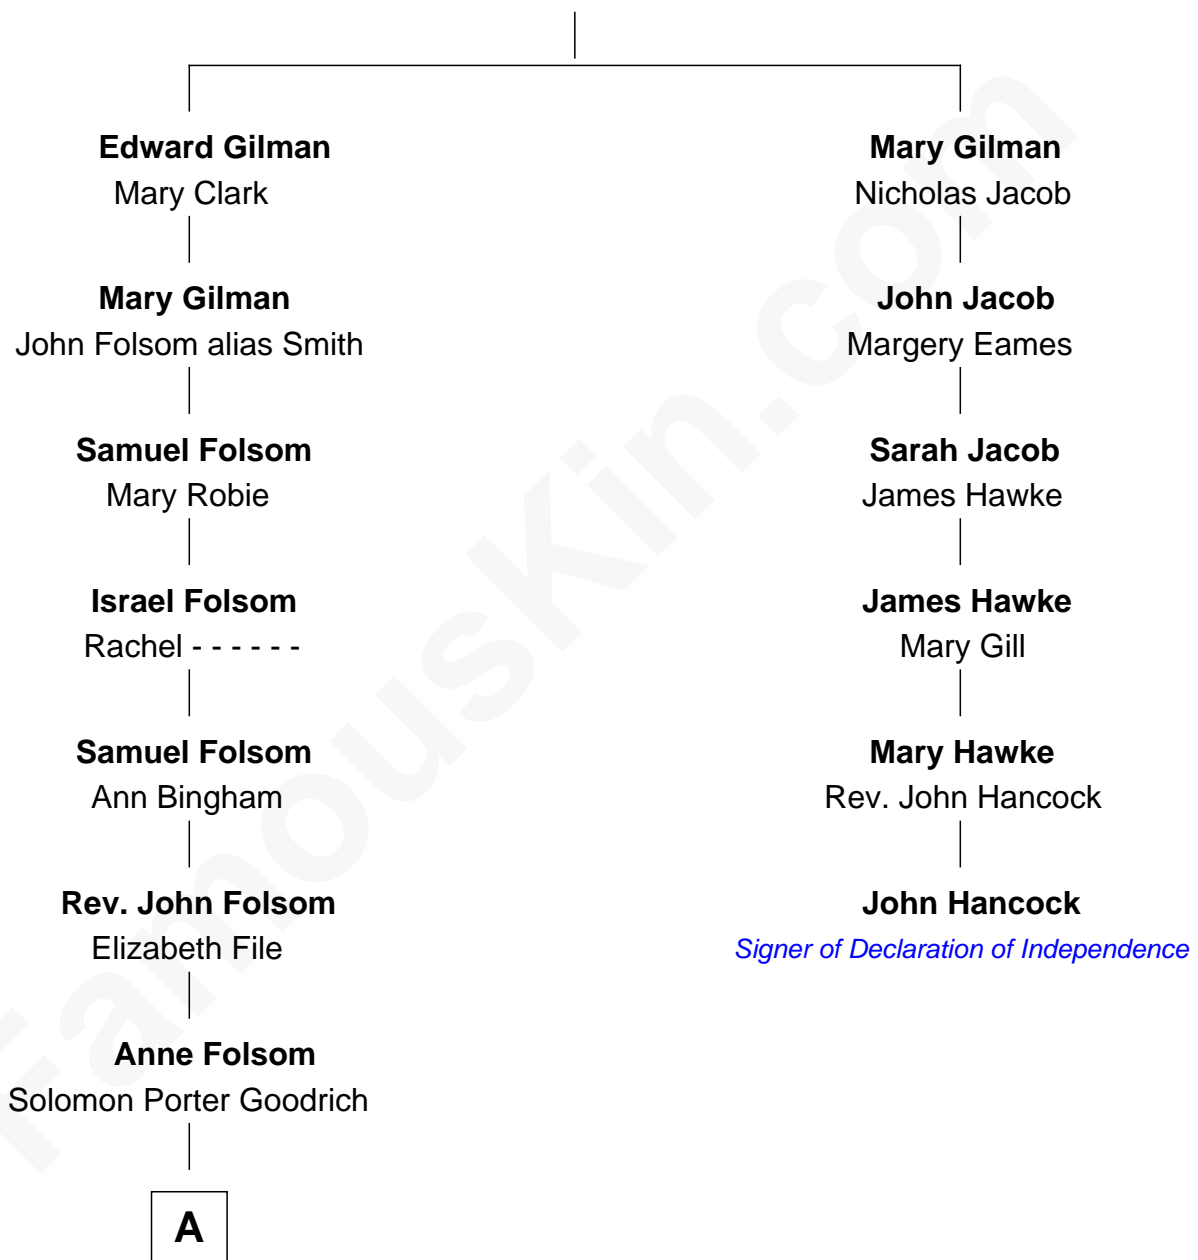 Edward Gilman
Mary Clark
Mary Gilman
John Folsom alias Smith
Samuel Folsom
Mary Robie
Israel Folsom
Rachel - - - - - -
Samuel Folsom
Ann Bingham
Rev. John Folsom
Elizabeth File
Anne Folsom
Solomon Porter Goodrich
A
Mary Gilman
Nicholas Jacob
John Jacob
Margery Eames
Sarah Jacob
James Hawke
James Hawke
Mary Gill
Mary Hawke
Rev. John Hancock
John Hancock
Signer of Declaration of Independence
FamousKin.com